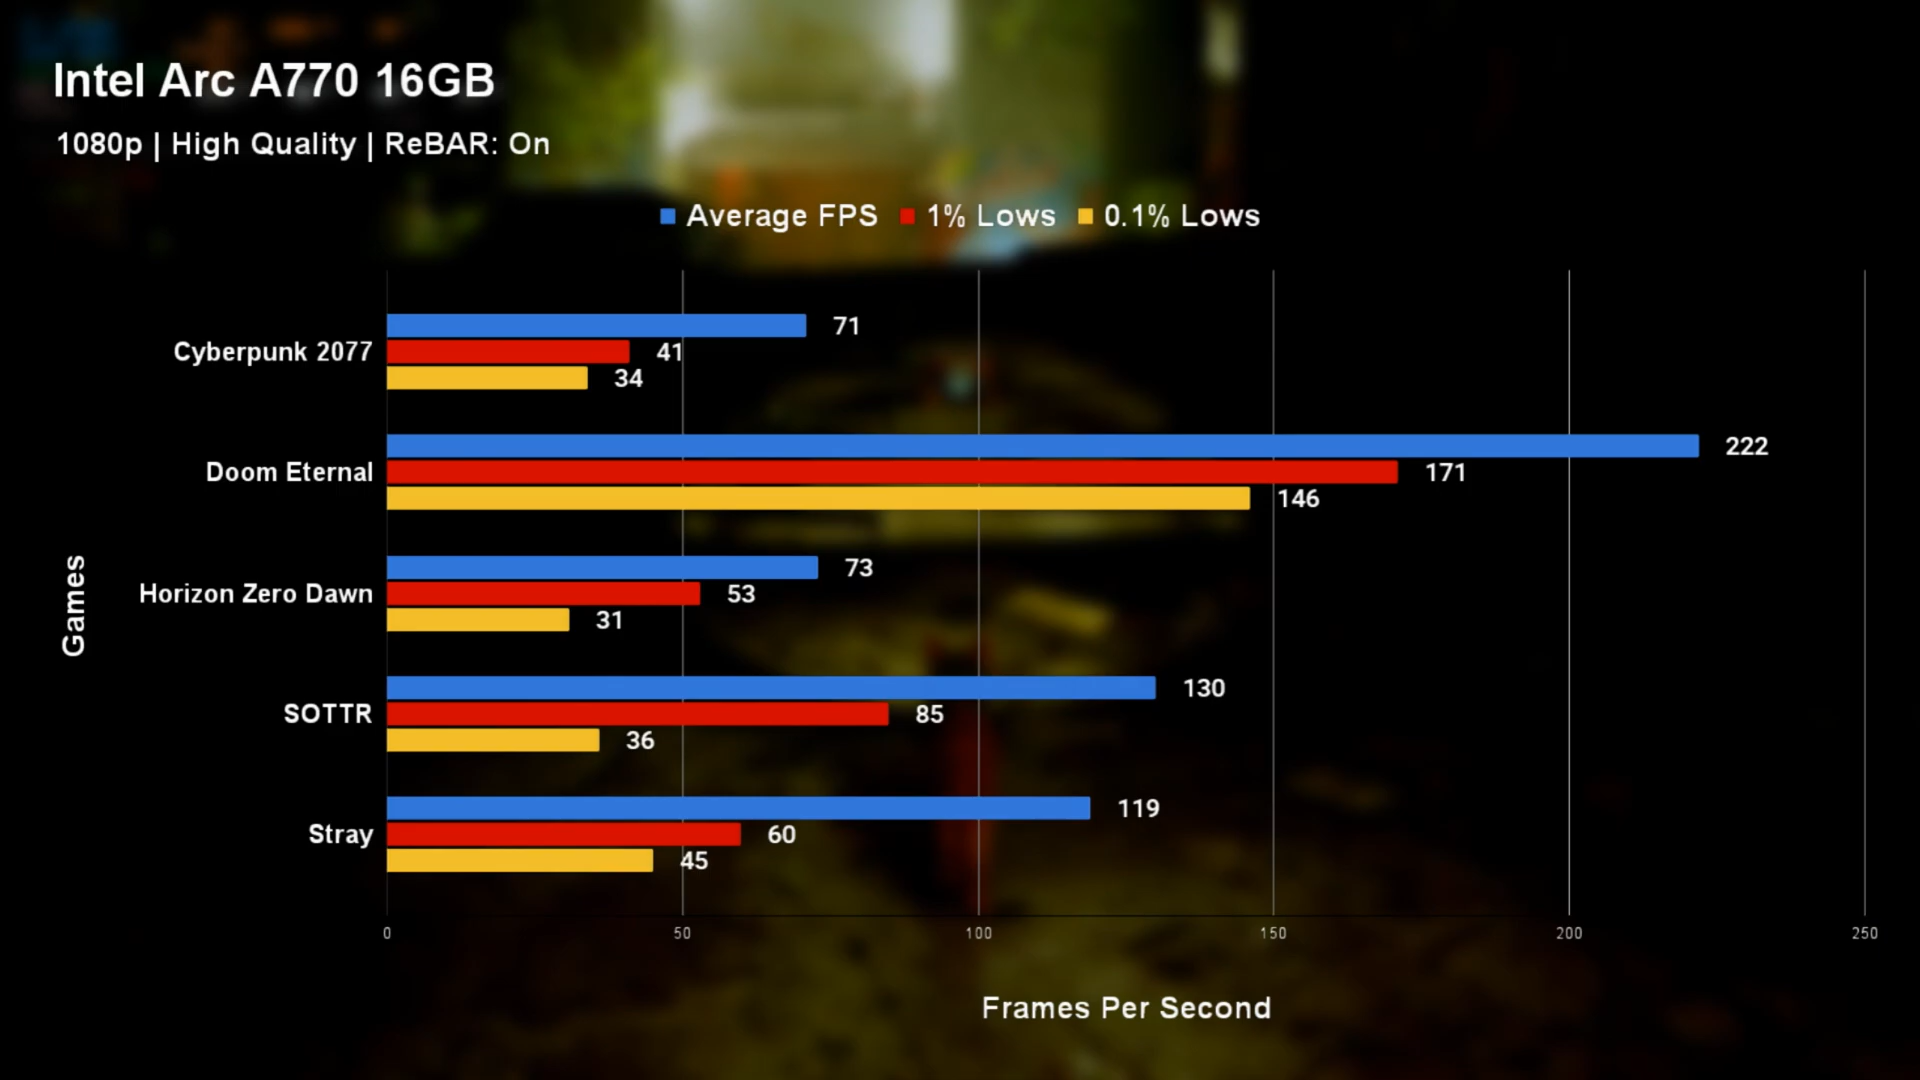 Intel Arc A770 16GB
1080p | High Quality | ReBAR: On
Average FPS 1% Lows 0.1% Lows
Games
Cyberpunk 2077
71
41
34
Doom Eternal
222
171
146
Horizon Zero Dawn
73
53
31
SOTTR
130
85
36
Stray
119
60
45
0 50 100 150 200 250
Frames Per Second